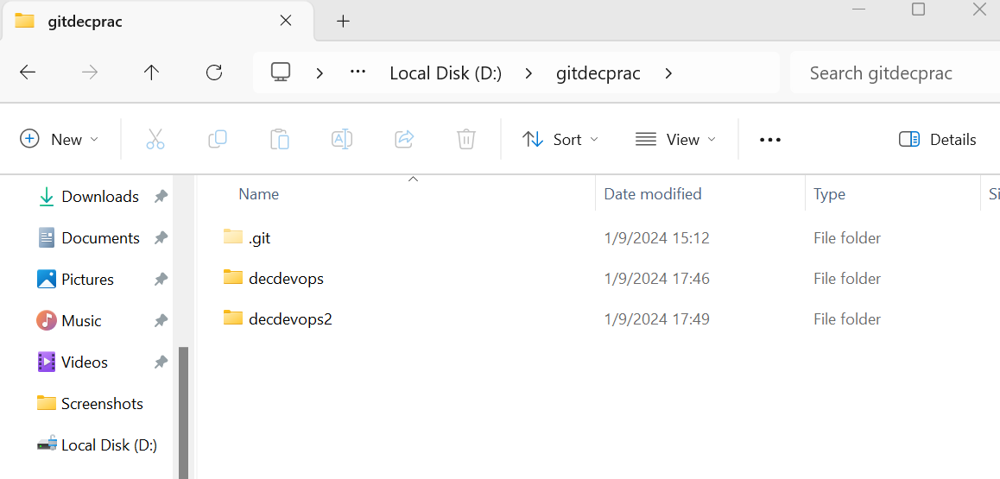 gitdecprac
Local Disk (D:) gitdecprac Search gitdecprac
New Sort View Details
Downloads
Documents
Pictures
Music
Videos
Screenshots
Local Disk (D:)
Name Date modified Type Si
.git 1/9/2024 15:12 File folder
decdevops 1/9/2024 17:46 File folder
decdevops2 1/9/2024 17:49 File folder